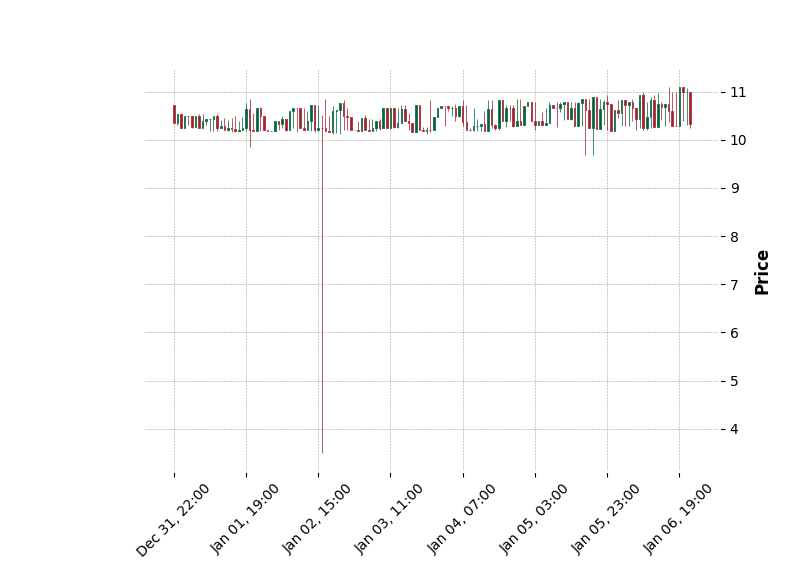 11
10
9
8
7
6
5
4
Price
Dec 31, 22:00
Jan 01, 19:00
Jan 02, 15:00
Jan 03, 11:00
Jan 04, 07:00
Jan 05, 03:00
Jan 05, 23:00
Jan 06, 19:00